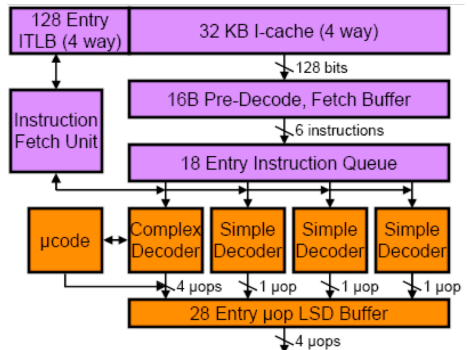 128 Entry
ITLB (4 way)
32 KB I-cache (4 way)
128 bits
16B Pre-Decode, Fetch Buffer
Instruction
Fetch Unit
6 instructions
18 Entry Instruction Queue
µcode
Complex
Decoder
Simple
Decoder
Simple
Decoder
Simple
Decoder
4 µops
1 µop
1 µop
1 µop
28 Entry µop LSD Buffer
4 µops